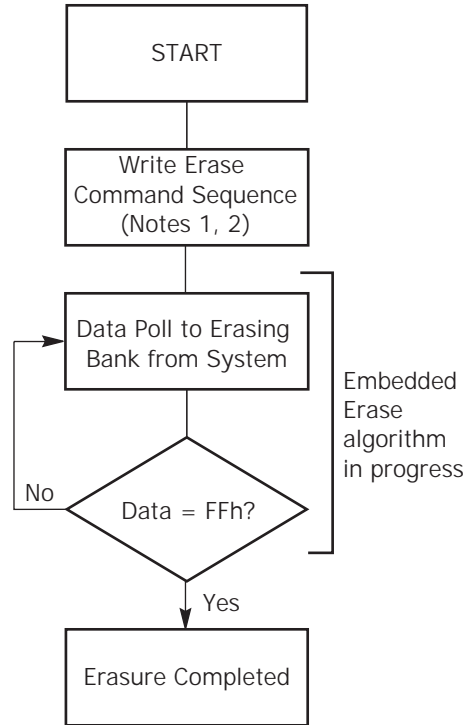 START
Write Erase
Command Sequence
(Notes 1, 2)
Data Poll to Erasing
Bank from System
Embedded
Erase
algorithm
in progress
No
Data = FFh?
Yes
Erasure Completed